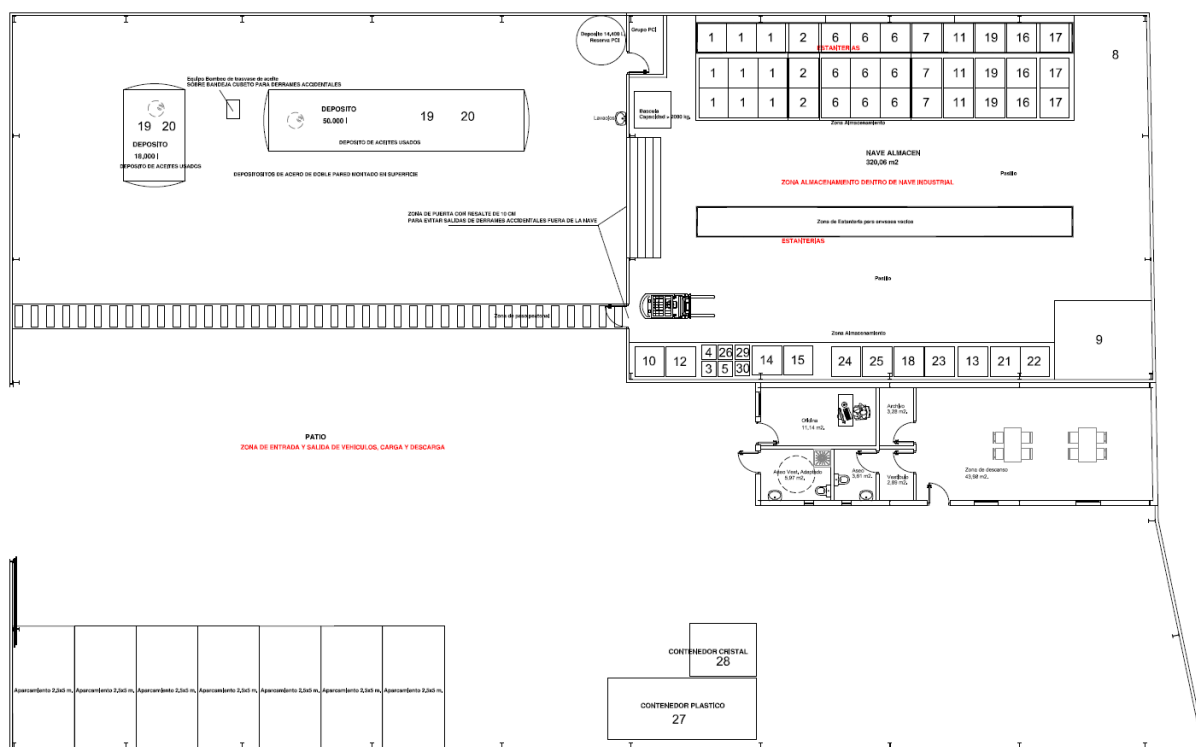 Deposito 14,400 l.
Reserva PCI
Grupo PCI
1 1 1 2 6 6 6 7 11 19 16 17
ESTANTERIAS
8
1 1 1 2 6 6 6 7 11 19 16 17
1 1 1 2 6 6 6 7 11 19 16 17
Zona Almacenamiento
Equipo Bombeo de trasvase de aceite
SOBRE BANDEJA CUBETO PARA DERRAMES ACCIDENTALES
19 20
DEPOSITO
18,000 l
DEPOSITO DE ACEITES USADOS
DEPOSITO
50.000 l
19 20
DEPOSITO DE ACEITES USADOS
DEPOSITOSITOS DE ACERO DE DOBLE PARED MONTADO EN SUPERFICIE
Lavaojos
Bascula
Capacidad = 2000 kg.
NAVE ALMACEN
320,06 m2
Pasillo
ZONA ALMACENAMIENTO DENTRO DE NAVE INDUSTRIAL
ZONA DE PUERTA CON RESALTE DE 10 CM
PARA EVITAR SALIDAS DE DERRAMES ACCIDENTALES FUERA DE LA NAVE
Zona de Estanteria para envases vacios
ESTANTERIAS
Pasillo
Zona de paso peatonal
Zona Almacenamiento
9
10 12
4 26 29
3 5 30
14 15 24 25 18 23 13 21 22
PATIO
ZONA DE ENTRADA Y SALIDA DE VEHICULOS, CARGA Y DESCARGA
Oficina
11,14 m2.
Archivo
3,28 m2.
Aseo Vest. Adaptado
5,97 m2.
Aseo
3,61 m2.
Vestibulo
2,89 m2.
Zona de descanso
43,58 m2.
Aparcamiento 2,5x5 m.
Aparcamiento 2,5x5 m.
Aparcamiento 2,5x5 m.
Aparcamiento 2,5x5 m.
Aparcamiento 2,5x5 m.
Aparcamiento 2,5x5 m.
Aparcamiento 2,5x5 m.
CONTENEDOR CRISTAL
28
CONTENEDOR PLASTICO
27